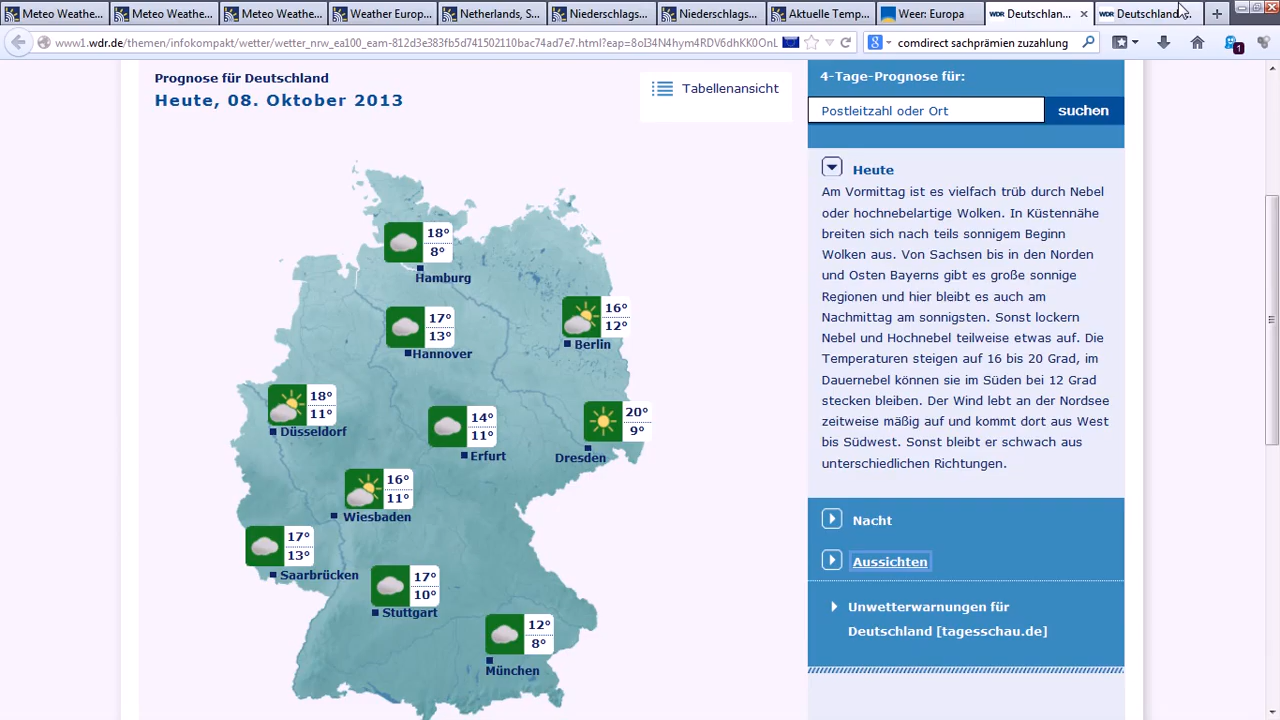 Meteo Weathe...
Meteo Weathe...
Meteo Weathe...
Weather Europ...
Netherlands, S...
Niederschlags...
Niederschlags...
Aktuelle Temp...
Weer: Europa
WDR Deutschlan...
WDR Deutschland...
www1.wdr.de/themen/infokompakt/wetter/wetter_nrw_ea100_eam-812d3e383fb5d741502110bac74ad7e7.html?eap=8oI34N4hym4RDV6dhKK0OnL
comdirect sachprämien zuzahlung
1
Prognose für Deutschland
Heute, 08. Oktober 2013
Tabellenansicht
18°
8°
Hamburg
17°
13°
Hannover
16°
12°
Berlin
18°
11°
Düsseldorf
14°
11°
Erfurt
20°
9°
Dresden
16°
11°
Wiesbaden
17°
13°
Saarbrücken
17°
10°
Stuttgart
12°
8°
München
4-Tage-Prognose für:
Postleitzahl oder Ort
suchen
Heute
Am Vormittag ist es vielfach trüb durch Nebel
oder hochnebelartige Wolken. In Küstennähe
breiten sich nach teils sonnigem Beginn
Wolken aus. Von Sachsen bis in den Norden
und Osten Bayerns gibt es große sonnige
Regionen und hier bleibt es auch am
Nachmittag am sonnigsten. Sonst lockern
Nebel und Hochnebel teilweise etwas auf. Die
Temperaturen steigen auf 16 bis 20 Grad, im
Dauernebel können sie im Süden bei 12 Grad
stecken bleiben. Der Wind lebt an der Nordsee
zeitweise mäßig auf und kommt dort aus West
bis Südwest. Sonst bleibt er schwach aus
unterschiedlichen Richtungen.
Nacht
Aussichten
Unwetterwarnungen für
Deutschland [tagesschau.de]